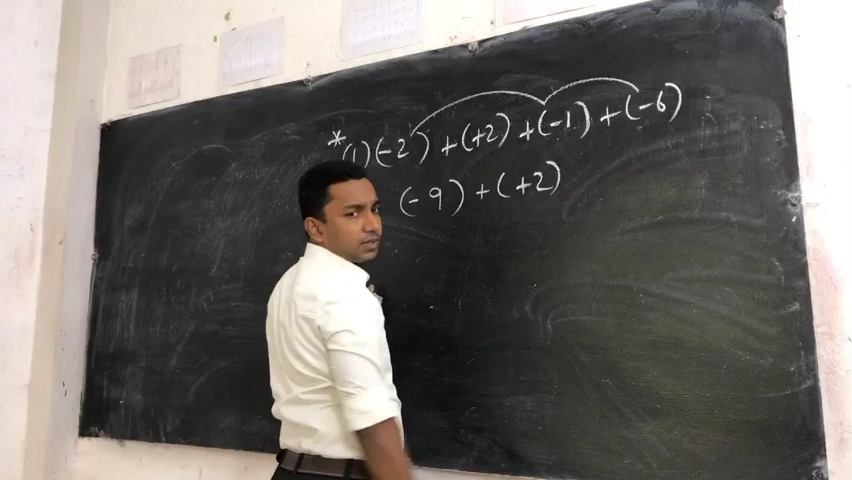 * (1) (-2) + (+2) + (-1) + (-6)
(-9) + (+2)